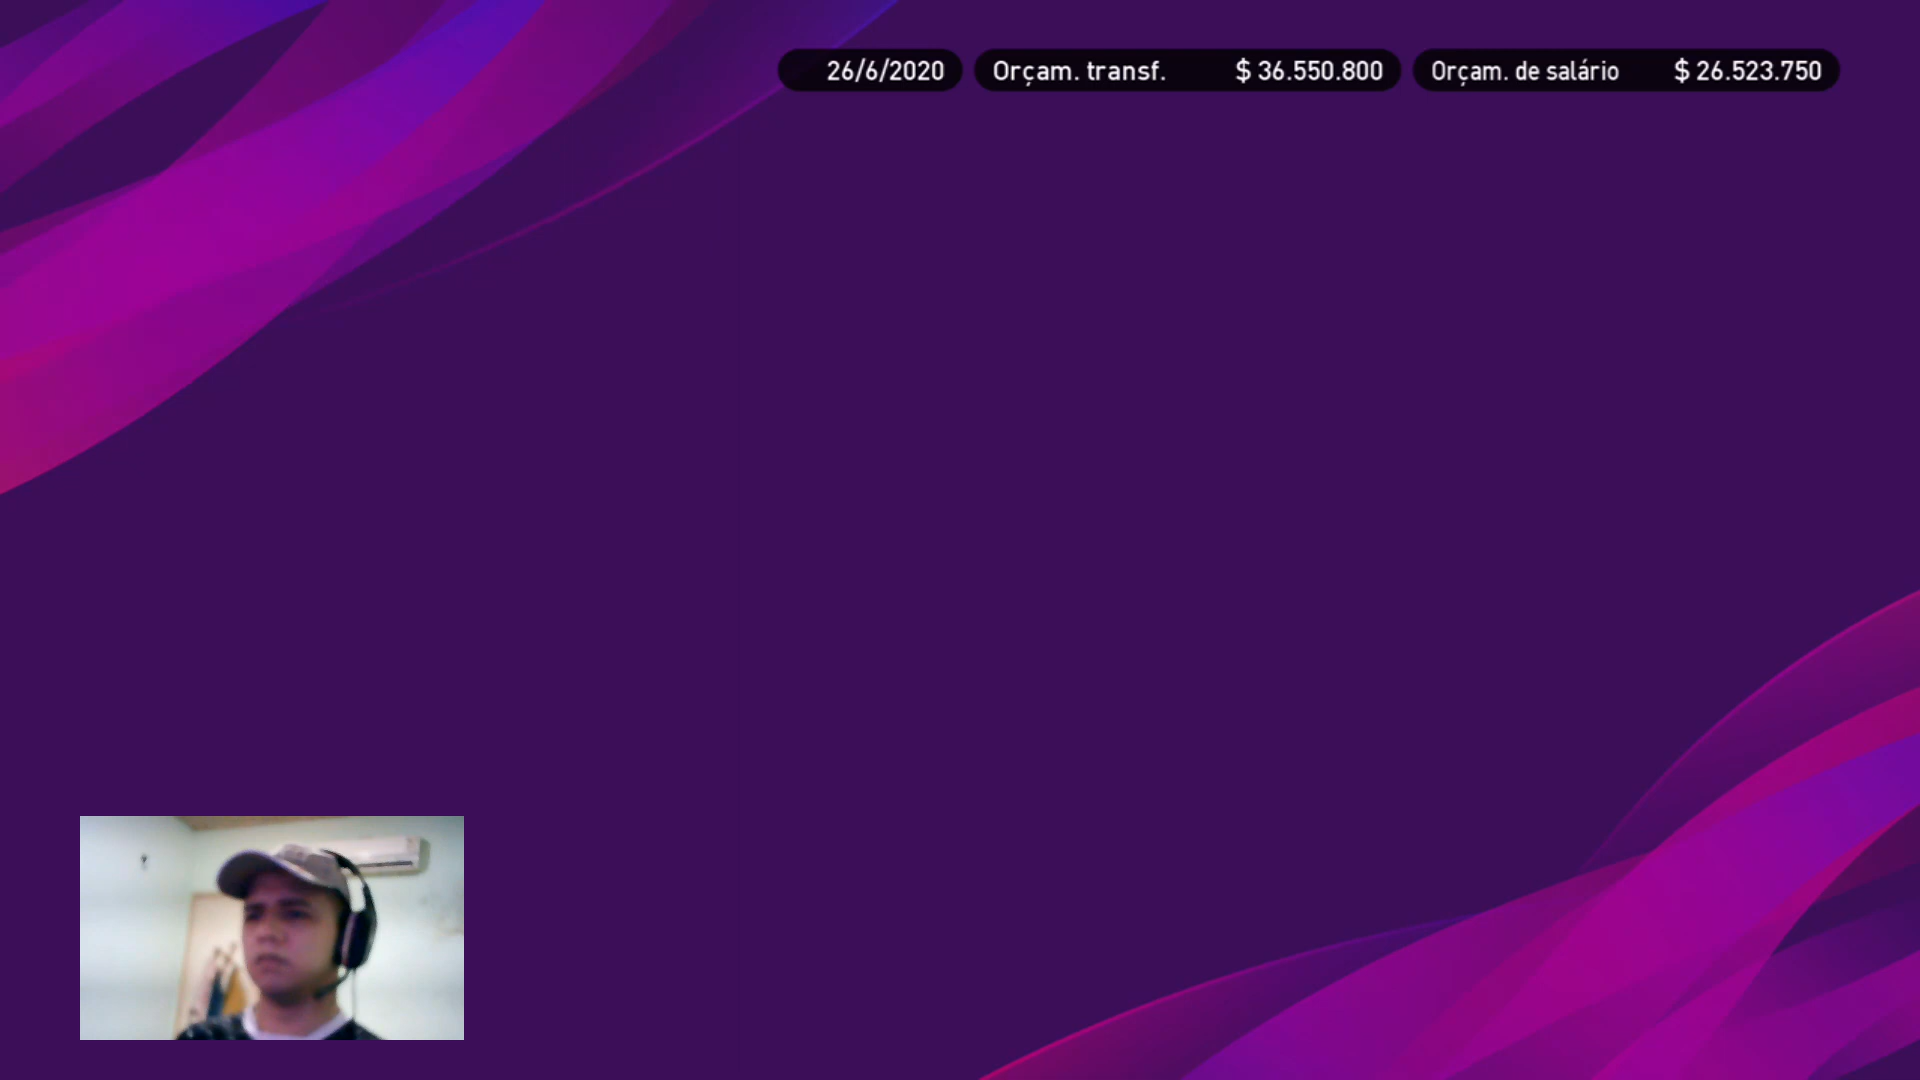 26/6/2020 Orçam. transf. $ 36.550.800 Orçam. de salário $ 26.523.750